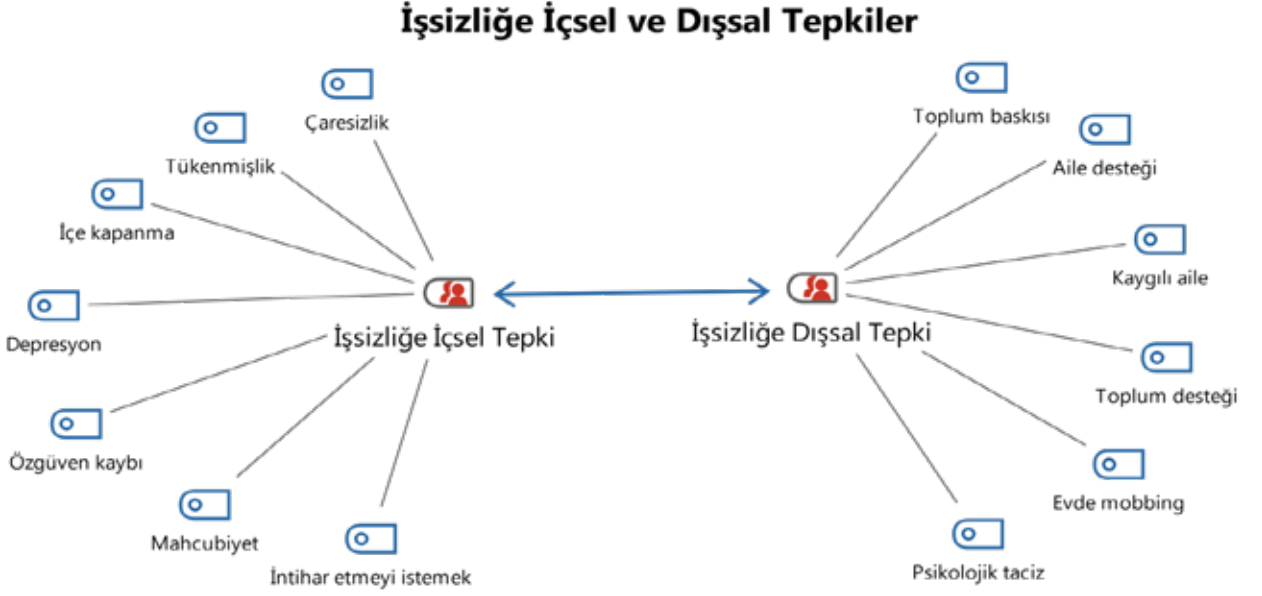 İşsizliğe İçsel ve Dışsal Tepkiler
Çaresizlik
Tükenmişlik
İçe kapanma
Depresyon
Özgüven kaybı
Mahcubiyet
İntihar etmeyi istemek
İşsizliğe İçsel Tepki
İşsizliğe Dışsal Tepki
Toplum baskısı
Aile desteği
Kaygılı aile
Toplum desteği
Evde mobbing
Psikolojik taciz